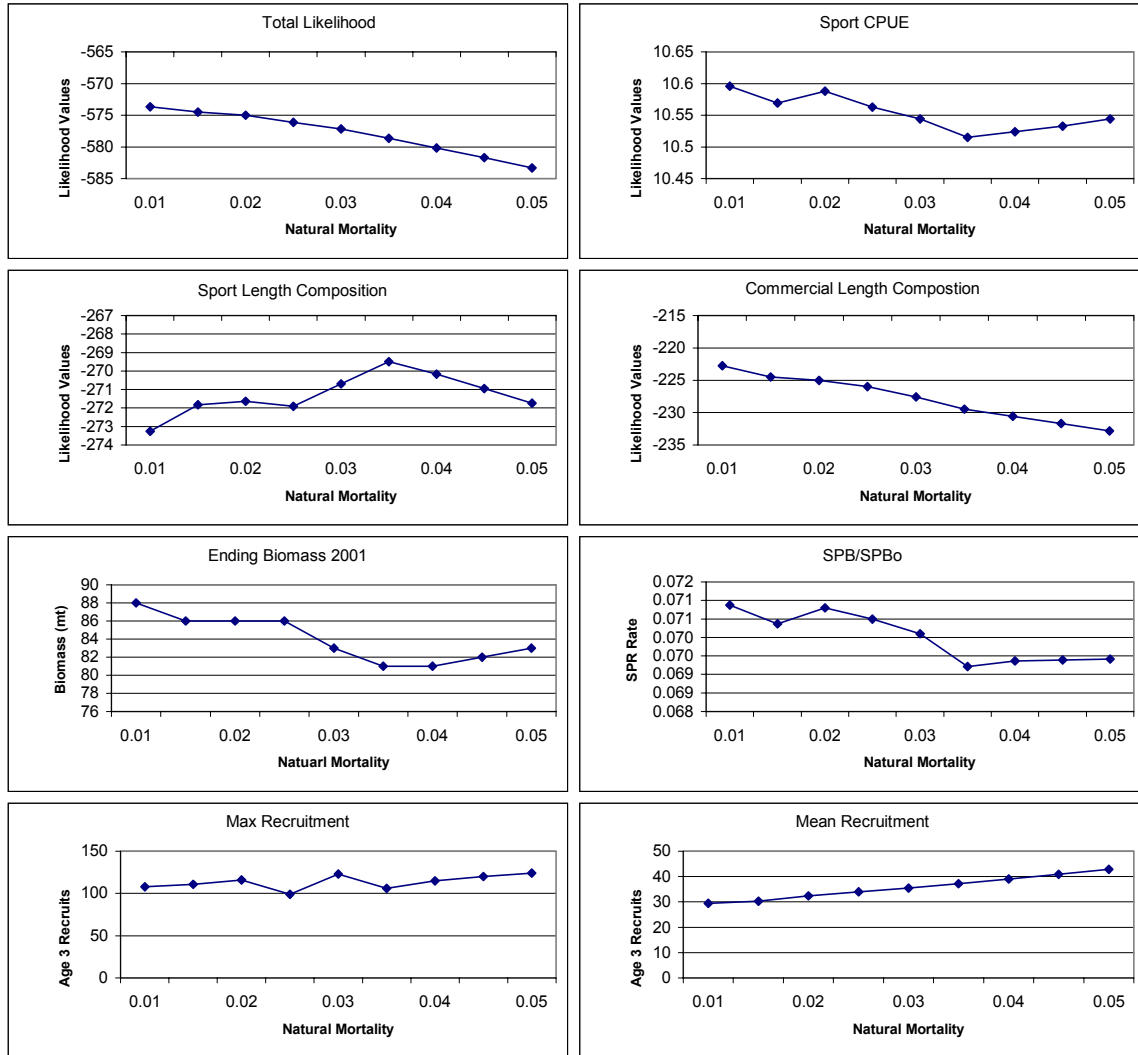 Total Likelihood
-565
-570
-575
-580
-585
Likelihood Values
0.01 0.02 0.03 0.04 0.05
Natural Mortality
Sport CPUE
10.65
10.6
10.55
10.5
10.45
Likelihood Values
0.01 0.02 0.03 0.04 0.05
Natural Mortality
Sport Length Composition
-267
-268
-269
-270
-271
-272
-273
-274
Likelihood Values
0.01 0.02 0.03 0.04 0.05
Natural Mortality
Commercial Length Compostion
-215
-220
-225
-230
-235
Likelihood Values
0.01 0.02 0.03 0.04 0.05
Natural Mortality
Ending Biomass 2001
90
88
86
84
82
80
78
76
Biomass (mt)
0.01 0.02 0.03 0.04 0.05
Natuarl Mortality
SPB/SPBo
0.072
0.071
0.071
0.070
0.070
0.069
0.069
0.068
SPR Rate
0.01 0.02 0.03 0.04 0.05
Natural Mortality
Max Recruitment
150
100
50
0
Age 3 Recruits
0.01 0.02 0.03 0.04 0.05
Natural Mortality
Mean Recruitment
50
40
30
20
10
0
Age 3 Recruits
0.01 0.02 0.03 0.04 0.05
Natural Mortality